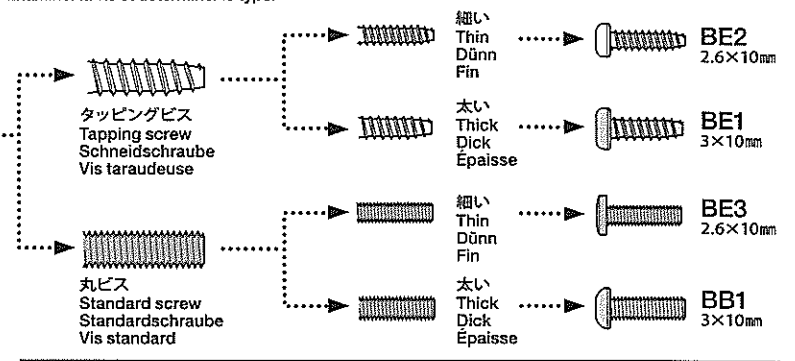 タッピングビス
Tapping screw
Schneidschraube
Vis taraudeuse
細い
Thin
Dünn
Fin
BE2
2.6×10mm
太い
Thick
Dick
Épaisse
BE1
3×10mm
丸ビス
Standard screw
Standardschraube
Vis standard
細い
Thin
Dünn
Fin
BE3
2.6×10mm
太い
Thick
Dick
Épaisse
BB1
3×10mm